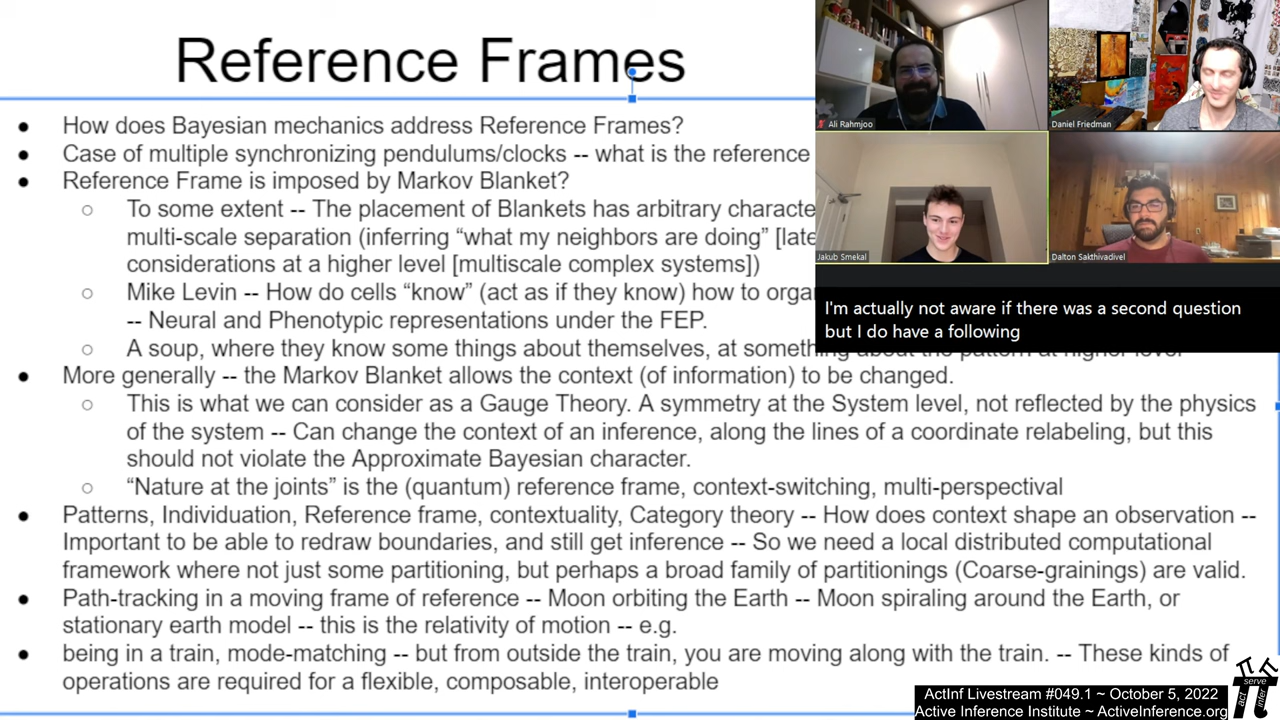 Reference Frames
How does Bayesian mechanics address Reference Frames?
Case of multiple synchronizing pendulums/clocks -- what is the reference
Reference Frame is imposed by Markov Blanket?
To some extent -- The placement of Blankets has arbitrary characte
multi-scale separation (inferring “what my neighbors are doing” [late
considerations at a higher level [multiscale complex systems])
Mike Levin -- How do cells “know” (act as if they know) how to orga
-- Neural and Phenotypic representations under the FEP.
A soup, where they know some things about themselves, at something about the pattern at higher level
More generally -- the Markov Blanket allows the context (of information) to be changed.
This is what we can consider as a Gauge Theory. A symmetry at the System level, not reflected by the physics
of the system -- Can change the context of an inference, along the lines of a coordinate relabeling, but this
should not violate the Approximate Bayesian character.
“Nature at the joints” is the (quantum) reference frame, context-switching, multi-perspectival
Patterns, Individuation, Reference frame, contextuality, Category theory -- How does context shape an observation --
Important to be able to redraw boundaries, and still get inference -- So we need a local distributed computational
framework where not just some partitioning, but perhaps a broad family of partitionings (Coarse-grainings) are valid.
Path-tracking in a moving frame of reference -- Moon orbiting the Earth -- Moon spiraling around the Earth, or
stationary earth model -- this is the relativity of motion -- e.g.
being in a train, mode-matching -- but from outside the train, you are moving along with the train. -- These kinds of
operations are required for a flexible, composable, interoperable
Ali Rahmjoo
Daniel Friedman
Jakub Smekal
Dalton Sakthivadivel
I'm actually not aware if there was a second question
but I do have a following
ActInf Livestream #049.1 ~ October 5, 2022
Active Inference Institute ~ ActiveInference.org
serve
act
infer